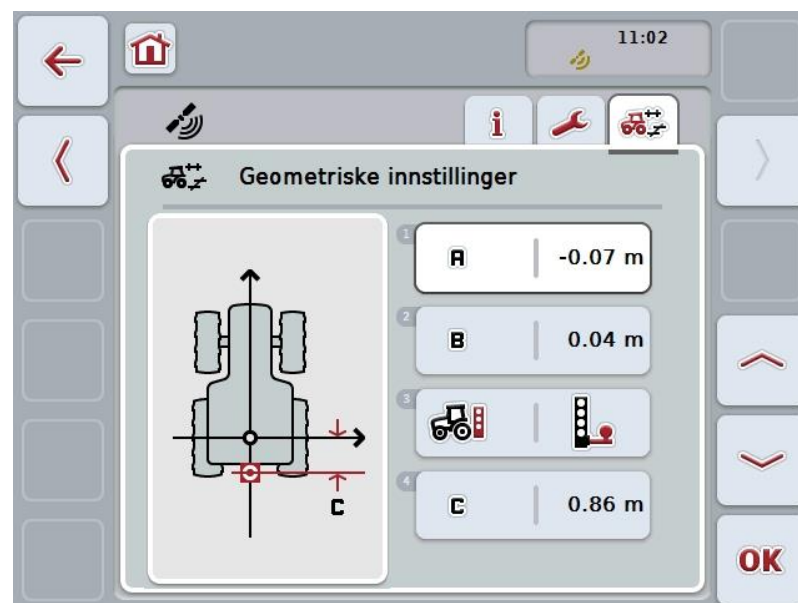 11:02
i
Geometriske innstillinger
1
A -0.07 m
2
B 0.04 m
3
4
C 0.86 m
C
OK